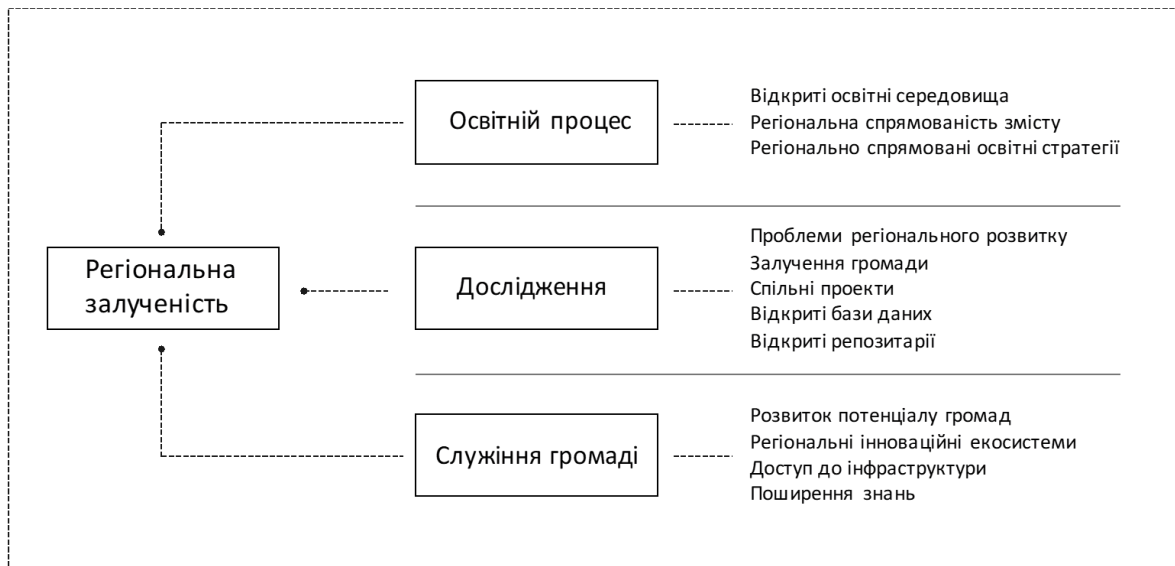 Освітній процес
Відкриті освітні середовища
Регіональна спрямованість змісту
Регіонально спрямовані освітні стратегії
Регіональна
залученість
Дослідження
Проблеми регіонального розвитку
Залучення громади
Спільні проекти
Відкриті бази даних
Відкриті репозитарії
Служіння громаді
Розвиток потенціалу громад
Регіональні інноваційні екосистеми
Доступ до інфраструктури
Поширення знань